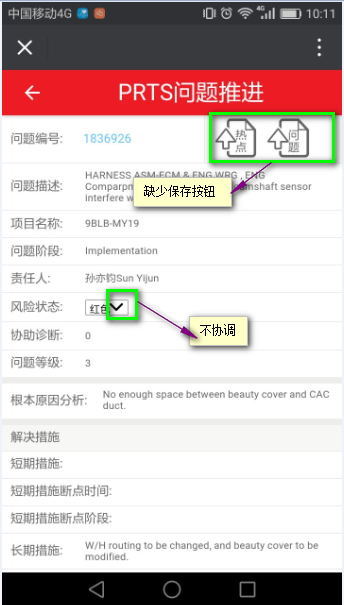 中国移动4G 4G 10:11
PRTS问题推进
问题编号: 1836926 热点 问题
问题描述: HARNESS ASM-ECM & ENG WRG , ENG
interfere w
缺少保存按钮
项目名称: 9BLB-MY19
问题阶段: Implementation
责任人: 孙亦钧Sun Yijun
风险状态: 红色
不协调
协助诊断: 0
问题等级: 3
根本原因分析: No enough space between beauty cover and CAC
duct.
解决措施
短期措施:
短期措施断点时间:
短期措施断点阶段:
长期措施: W/H routing to be changed, and beauty cover to be
modified.